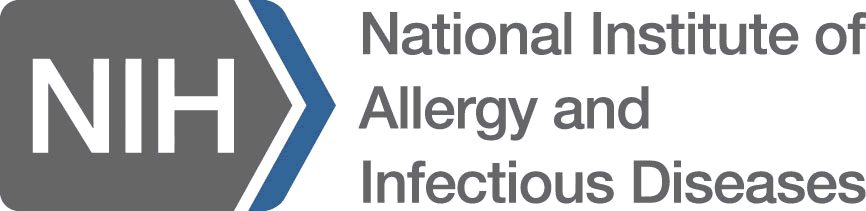 NIH
National Institute of
Allergy and
Infectious Diseases